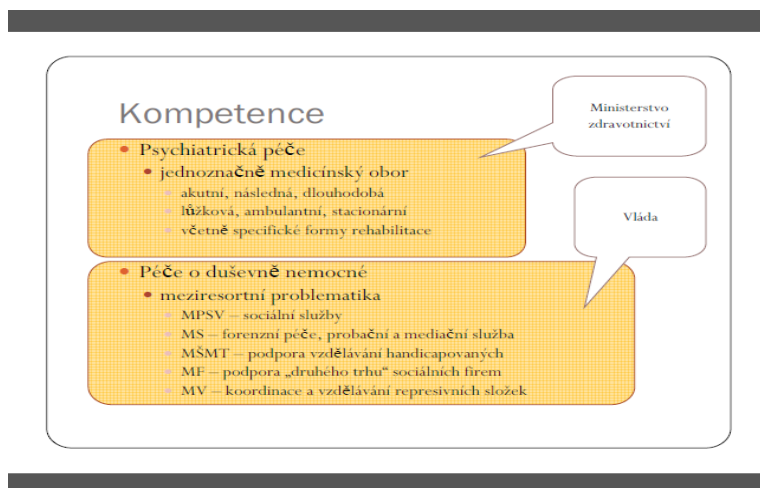 Kompetence
Ministerstvo
zdravotnictví
Psychiatrická péče
jednoznačně medicínský obor
akutní, následná, dlouhodobá
lůžková, ambulantní, stacionární
včetně specifické formy rehabilitace
Vláda
Péče o duševně nemocné
meziresortní problematika
MPSV – sociální služby
MS – forenzní péče, probační a mediační služba
MŠMT – podpora vzdělávání handicapovaných
MF – podpora „druhého trhu“ sociálních firem
MV – koordinace a vzdělávání represivních složek